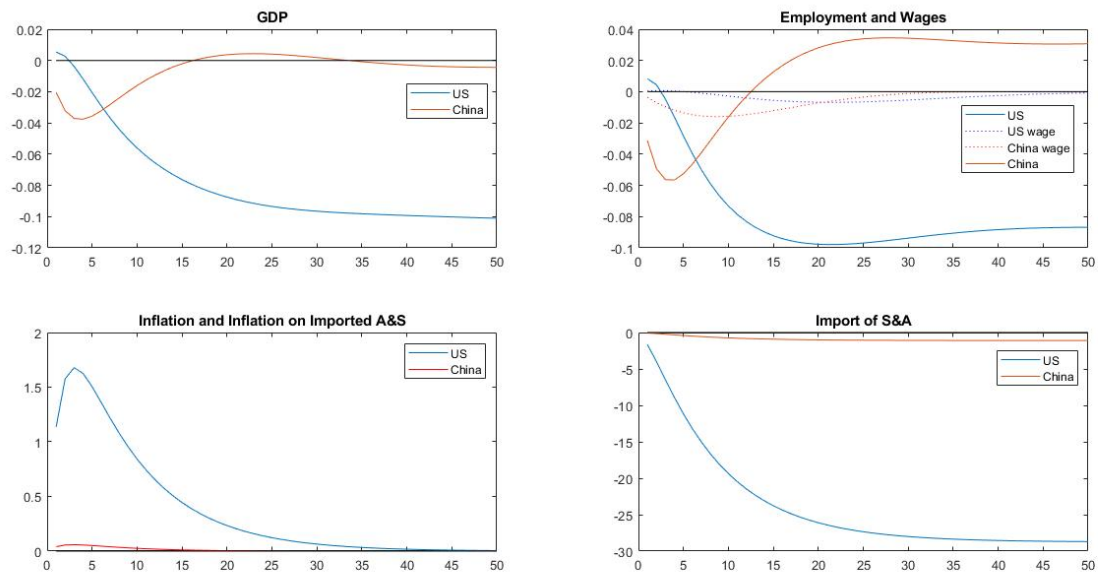 GDP
0.02
0
-0.02
-0.04
-0.06
-0.08
-0.1
-0.12
0 5 10 15 20 25 30 35 40 45 50
US
China
Employment and Wages
0.04
0.02
0
-0.02
-0.04
-0.06
-0.08
-0.1
0 5 10 15 20 25 30 35 40 45 50
US
US wage
China wage
China
Inflation and Inflation on Imported A&S
2
1.5
1
0.5
0
0 5 10 15 20 25 30 35 40 45 50
US
China
Import of S&A
0
-5
-10
-15
-20
-25
-30
0 5 10 15 20 25 30 35 40 45 50
US
China